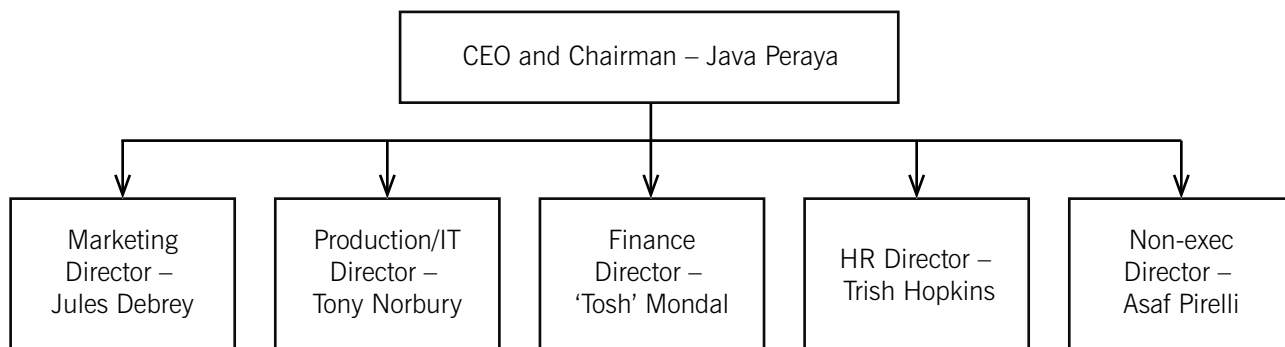 CEO and Chairman – Java Peraya
Marketing
Director –
Jules Debrey
Production/IT
Director –
Tony Norbury
Finance
Director –
‘Tosh’ Mondal
HR Director –
Trish Hopkins
Non-exec
Director –
Asaf Pirelli